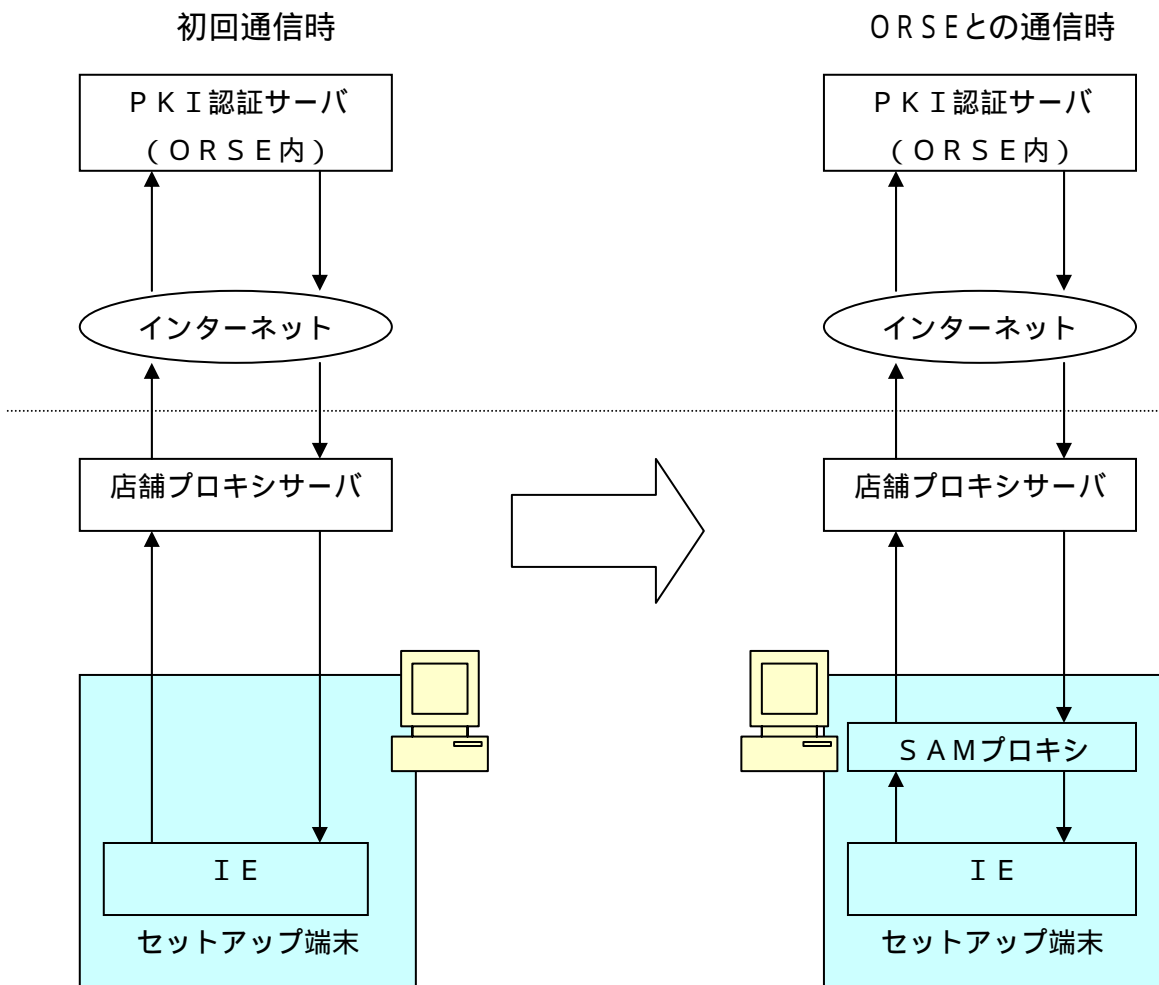 初回通信時
ＰＫＩ認証サーバ
（ＯＲＳＥ内）
インターネット
店舗プロキシサーバ
ＩＥ
セットアップ端末
ＯＲＳＥとの通信時
ＰＫＩ認証サーバ
（ＯＲＳＥ内）
インターネット
店舗プロキシサーバ
ＳＡＭプロキシ
ＩＥ
セットアップ端末